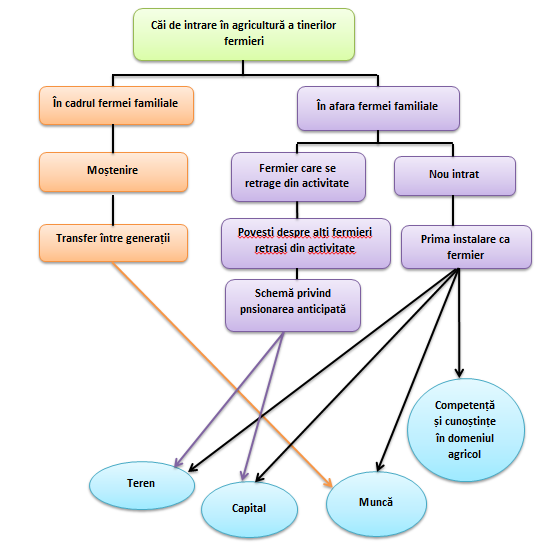 Căi de intrare în agricultură a tinerilor
fermieri
În cadrul fermei familiale
În afara fermei familiale
Moștenire
Fermier care se
retrage din activitate
Nou intrat
Transfer între generații
Povești despre alți fermieri
retrași din activitate
Prima instalare ca
fermier
Schemă privind
pnsionarea anticipată
Competență
și cunoștințe
în domeniul
agricol
Teren
Capital
Muncă